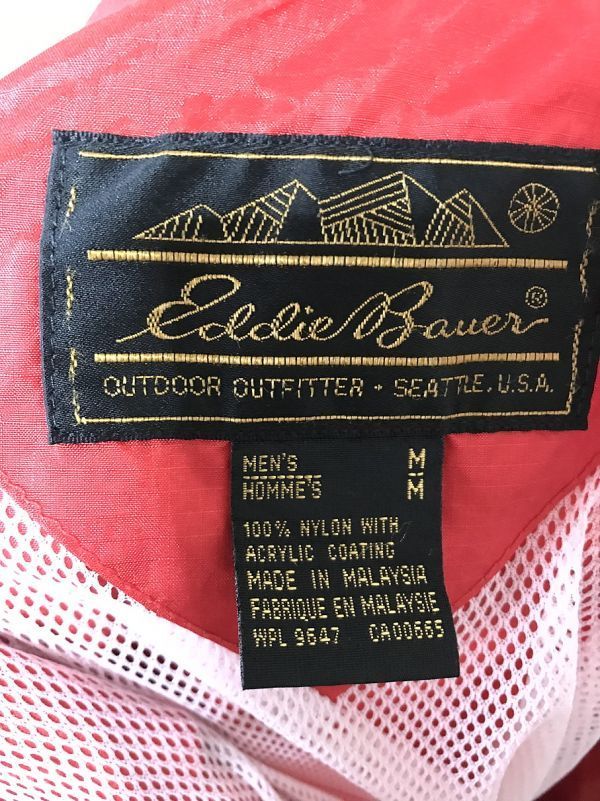 Eddie Bauer®
OUTDOOR OUTFITTER • SEATTLE, U.S.A.
MEN'S M
HOMME'S M
100% NYLON WITH
ACRYLIC COATING
MADE IN MALAYSIA
FABRIQUE EN MALAYSIE
WPL 9647 CA00665